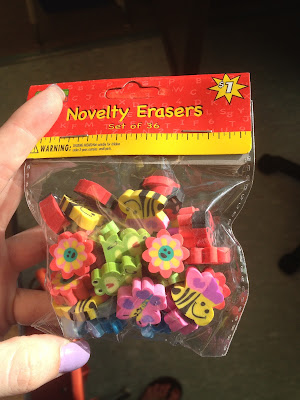 $1
Novelty Erasers
Set of 36
WARNING: